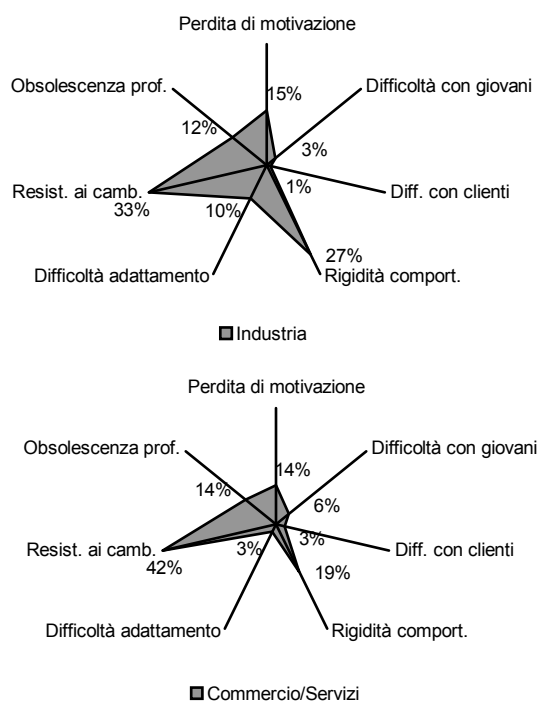 Perdita di motivazione
Obsolescenza prof.
Difficoltà con giovani
15%
12%
3%
Resist. ai camb.
Diff. con clienti
1%
33%
10%
27%
Difficoltà adattamento
Rigidità comport.
Industria
Perdita di motivazione
Obsolescenza prof.
Difficoltà con giovani
14%
14%
6%
Resist. ai camb.
Diff. con clienti
3%
3%
42%
19%
Difficoltà adattamento
Rigidità comport.
Commercio/Servizi